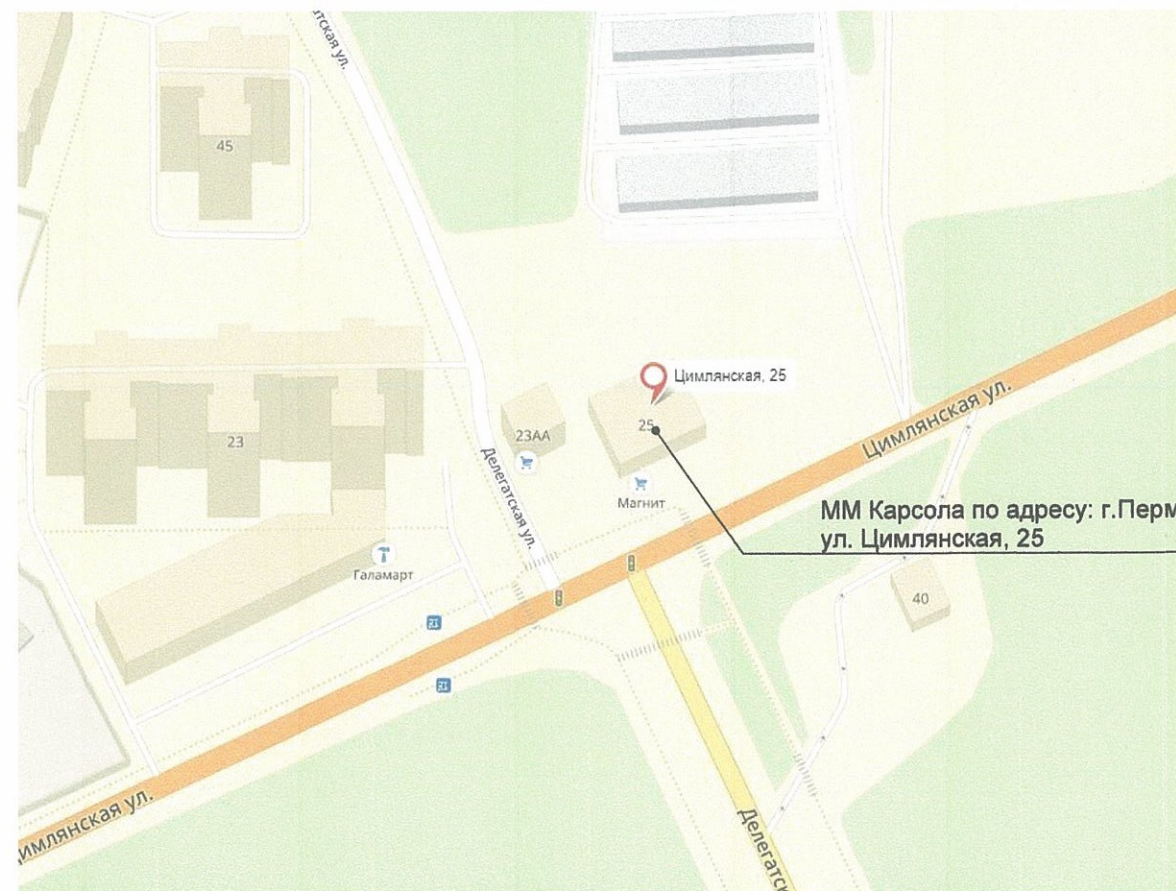 атская ул.
45
Цимлянская, 25
23
23АА
25
Делегатская ул.
Магнит
Цимлянская ул.
ММ Карсола по адресу: г.Перм
ул. Цимлянская, 25
Галамарт
40
Цимлянская ул.
Делегатск